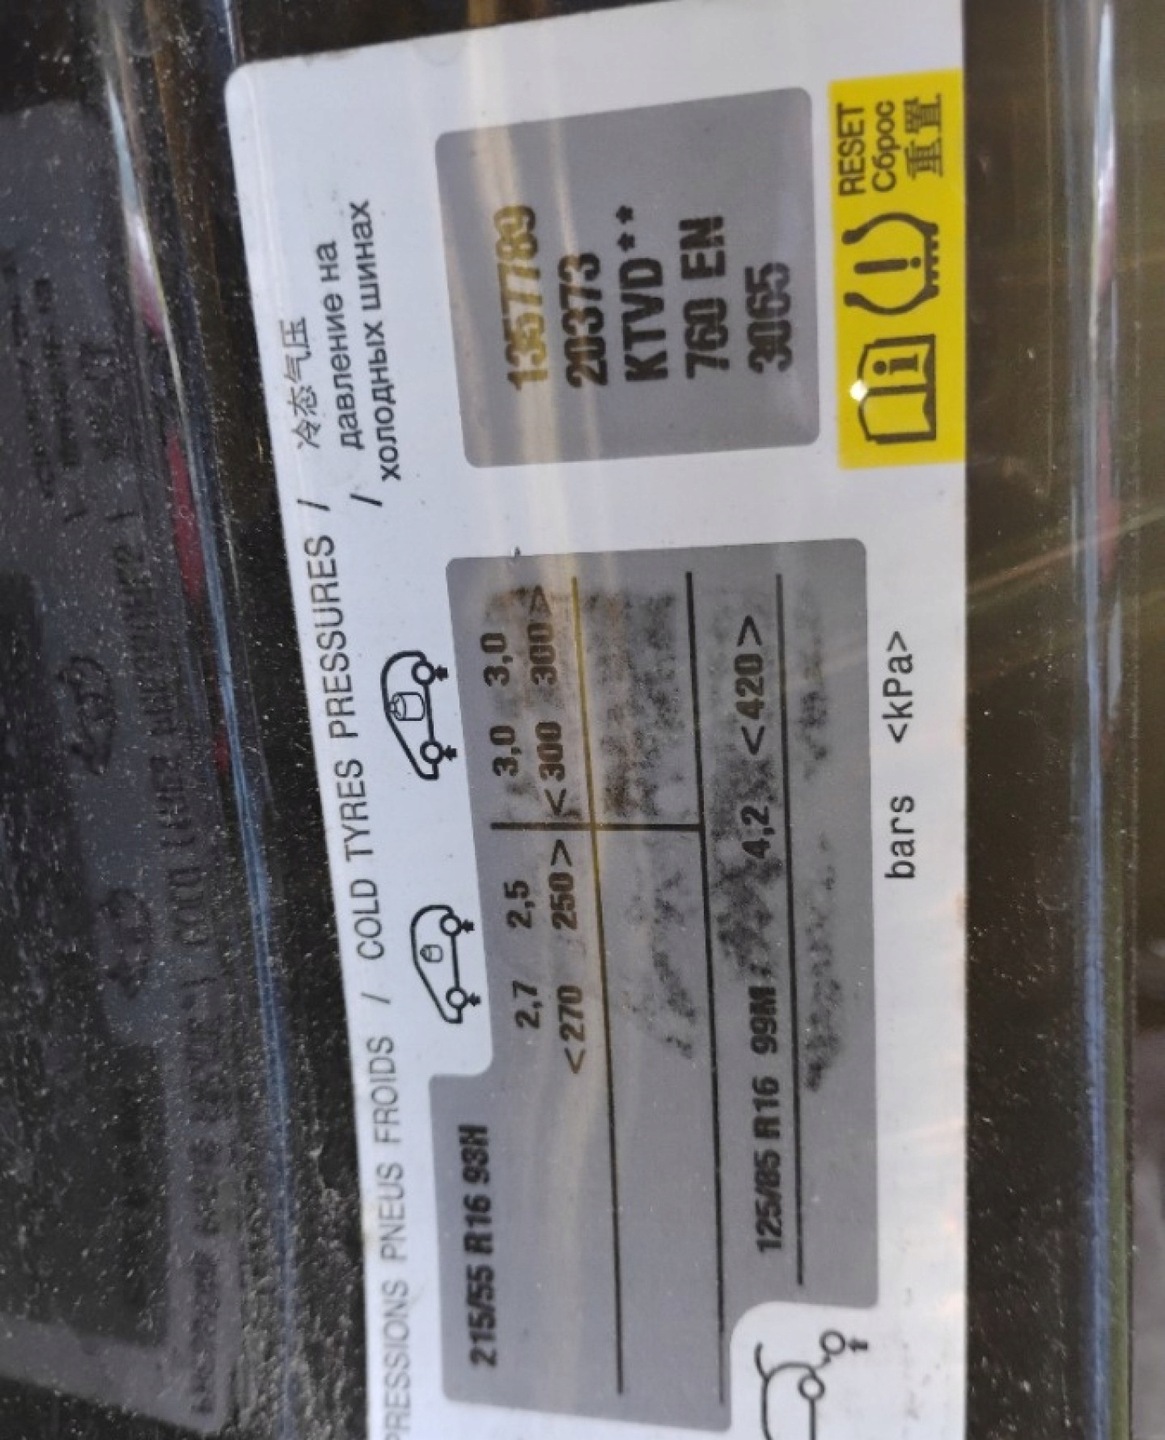 PRESSIONS PNEUS FROIDS / COLD TYRES PRESSURES / 冷态气压
/ давление на
холодных шинах
215/55 R16 93H
2,7 2,5 3,0 3,0
<270 250> <300 300>
125/85 R16 99M: 4,2 <420>
bars <kPa>
1357789
20373
KTVD**
760 EN
3065
RESET
Сброс
重置